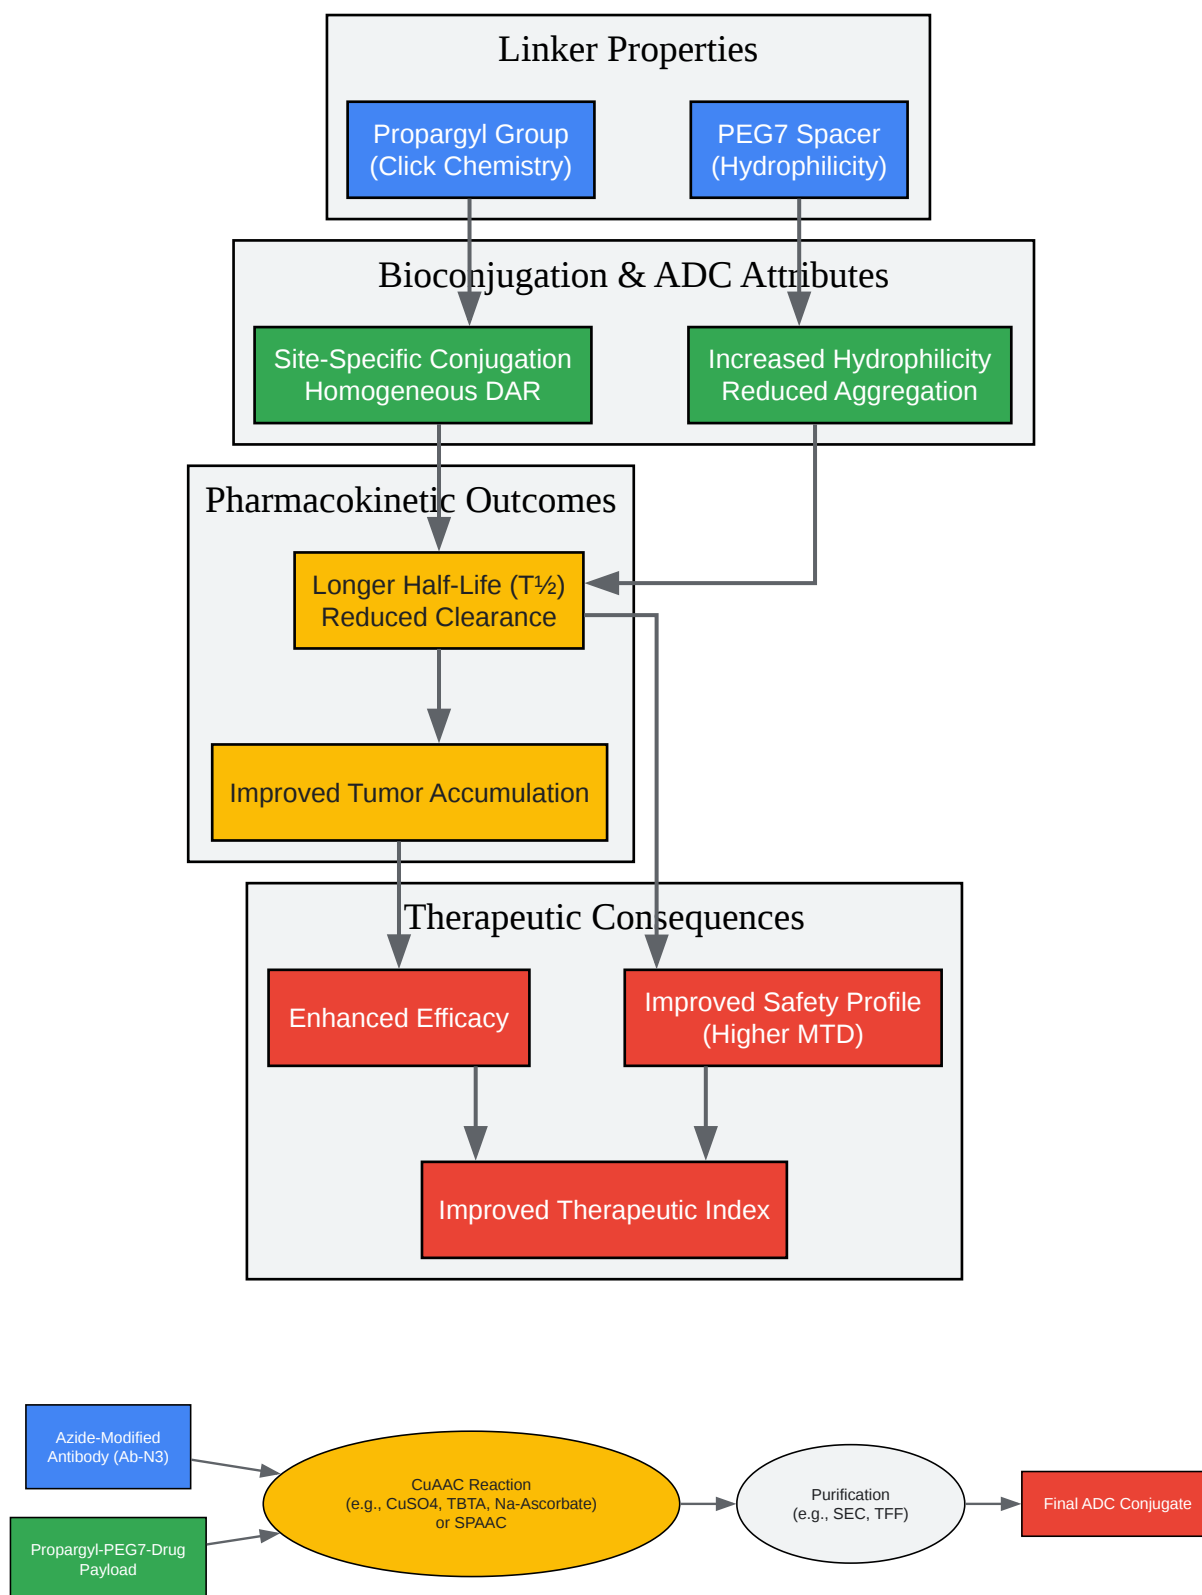 Linker Properties
Propargyl Group
(Click Chemistry)
PEG7 Spacer
(Hydrophilicity)
Bioconjugation & ADC Attributes
Site-Specific Conjugation
Homogeneous DAR
Increased Hydrophilicity
Reduced Aggregation
Pharmacokinetic Outcomes
Longer Half-Life (T½)
Reduced Clearance
Improved Tumor Accumulation
Therapeutic Consequences
Enhanced Efficacy
Improved Safety Profile
(Higher MTD)
Improved Therapeutic Index
Azide-Modified
Antibody (Ab-N3)
Propargyl-PEG7-Drug
Payload
CuAAC Reaction
(e.g., CuSO4, TBTA, Na-Ascorbate)
or SPAAC
Purification
(e.g., SEC, TFF)
Final ADC Conjugate